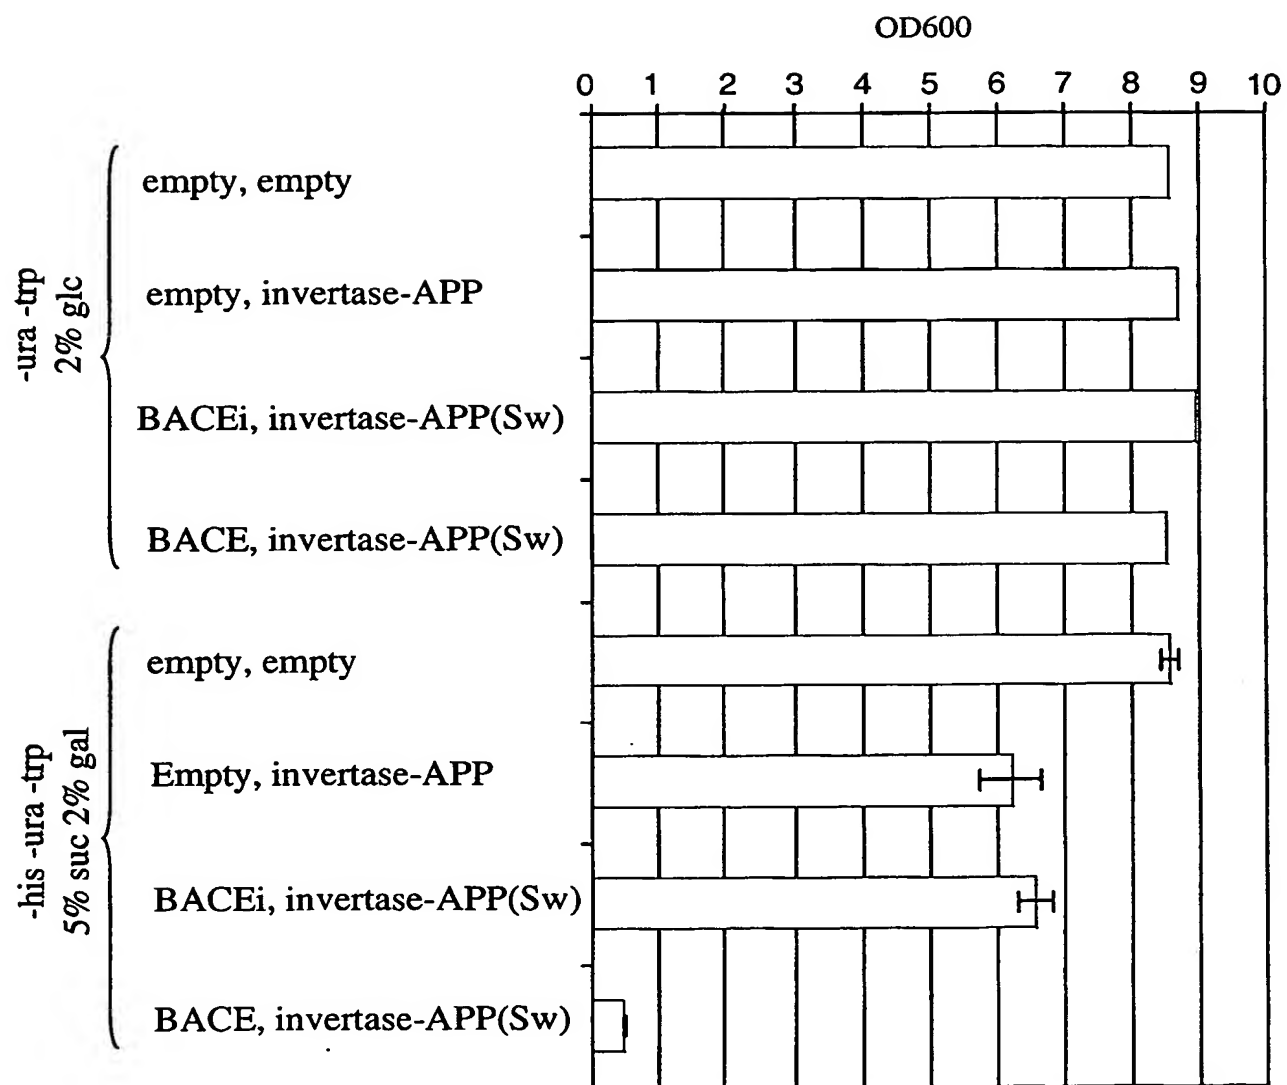 OD600
0 1 2 3 4 5 6 7 8 9 10
-ura -trp
2% glc
empty, empty
empty, invertase-APP
BACEi, invertase-APP(Sw)
BACE, invertase-APP(Sw)
-his -ura -trp
5% suc 2% gal
empty, empty
Empty, invertase-APP
BACEi, invertase-APP(Sw)
BACE, invertase-APP(Sw)